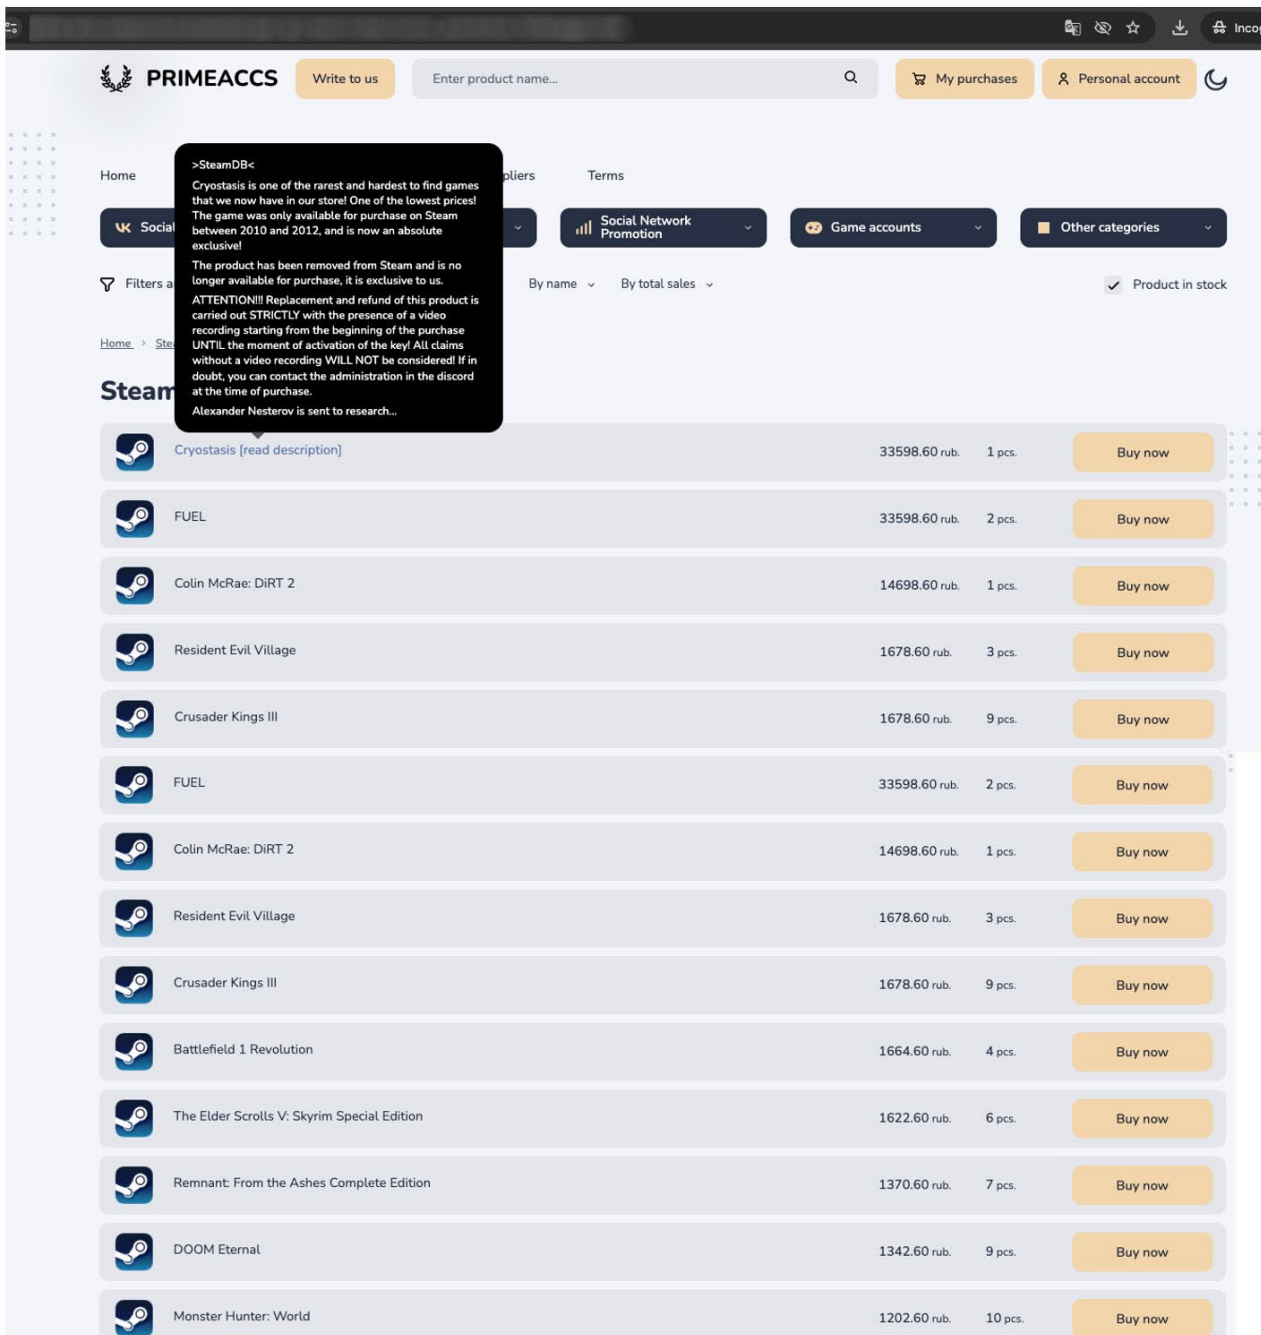 Incog
PRIMEACCS
Write to us
Enter product name...
My purchases
Personal account
Home
pliers
Terms
>SteamDB<
Cryostasis is one of the rarest and hardest to find games
that we now have in our store! One of the lowest prices!
The game was only available for purchase on Steam
between 2010 and 2012, and is now an absolute
exclusive!
The product has been removed from Steam and is no
longer available for purchase, it is exclusive to us.
ATTENTION!!! Replacement and refund of this product is
carried out STRICTLY with the presence of a video
recording starting from the beginning of the purchase
UNTIL the moment of activation of the key! All claims
without a video recording WILL NOT be considered! If in
doubt, you can contact the administration in the discord
at the time of purchase.
Alexander Nesterov is sent to research...
Social
Social Network
Promotion
Game accounts
Other categories
Filters a
By name
By total sales
Product in stock
Home > Stea
Steam
Cryostasis [read description] 33598.60 rub. 1 pcs. Buy now
FUEL 33598.60 rub. 2 pcs. Buy now
Colin McRae: DiRT 2 14698.60 rub. 1 pcs. Buy now
Resident Evil Village 1678.60 rub. 3 pcs. Buy now
Crusader Kings III 1678.60 rub. 9 pcs. Buy now
FUEL 33598.60 rub. 2 pcs. Buy now
Colin McRae: DiRT 2 14698.60 rub. 1 pcs. Buy now
Resident Evil Village 1678.60 rub. 3 pcs. Buy now
Crusader Kings III 1678.60 rub. 9 pcs. Buy now
Battlefield 1 Revolution 1664.60 rub. 4 pcs. Buy now
The Elder Scrolls V: Skyrim Special Edition 1622.60 rub. 6 pcs. Buy now
Remnant: From the Ashes Complete Edition 1370.60 rub. 7 pcs. Buy now
DOOM Eternal 1342.60 rub. 9 pcs. Buy now
Monster Hunter: World 1202.60 rub. 10 pcs. Buy now